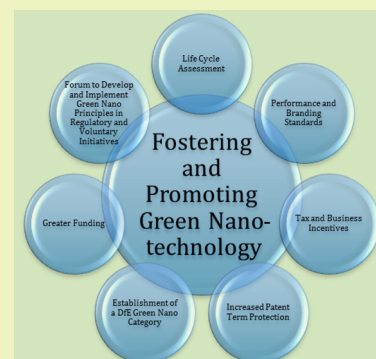 Life Cycle
Assessment
Performance and
Branding
Standards
Tax and Business
Incentives
Increased Patent
Term Protection
Establishment of
a DfE Green Nano
Category
Greater Funding
Forum to Develop
and Implement
Green Nano
Principles in
Regulatory and
Voluntary
Initiatives
Fostering
and
Promoting
Green Nano-
technology